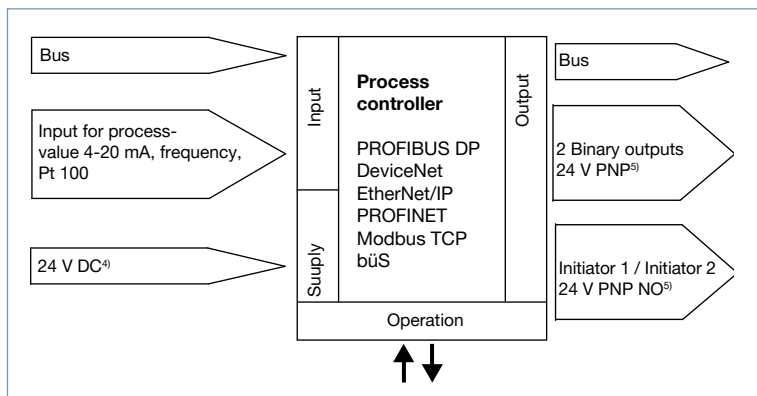 Bus
Input for process-
value 4-20 mA, frequency,
Pt 100
24 V DC⁴⁾
Input
Suuply
Process
controller
PROFIBUS DP
DeviceNet
EtherNet/IP
PROFINET
Modbus TCP
büS
Output
Operation
Bus
2 Binary outputs
24 V PNP⁵⁾
Initiator 1 / Initiator 2
24 V PNP NO⁵⁾